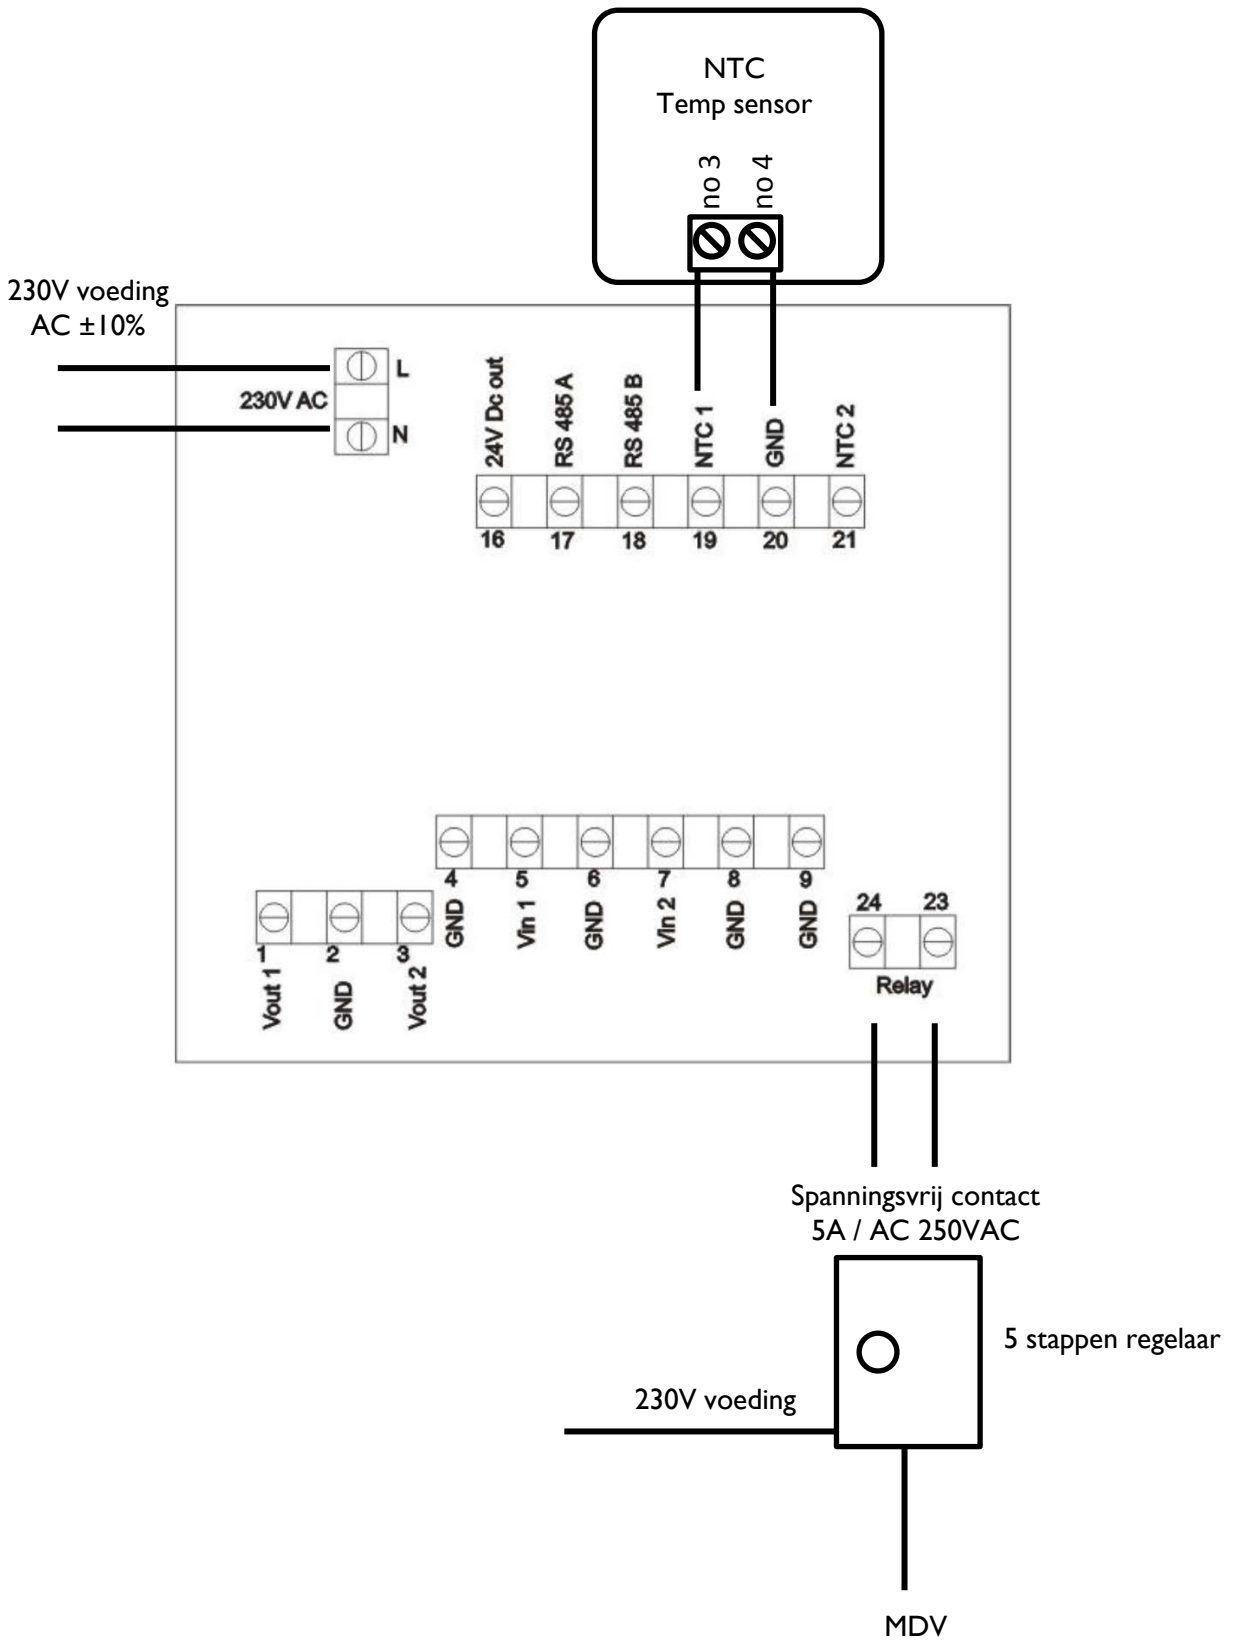 NTC
Temp sensor
no 3
no 4
230V voeding
AC ±10%
L
230V AC
N
24V Dc out
RS 485 A
RS 485 B
NTC 1
GND
NTC 2
16 17 18 19 20 21
4 5 6 7 8 9
GND
Vin 1
GND
Vin 2
GND
GND
1 2 3
Vout 1
GND
Vout 2
24 23
Relay
Spanningsvrij contact
5A / AC 250VAC
5 stappen regelaar
230V voeding
MDV